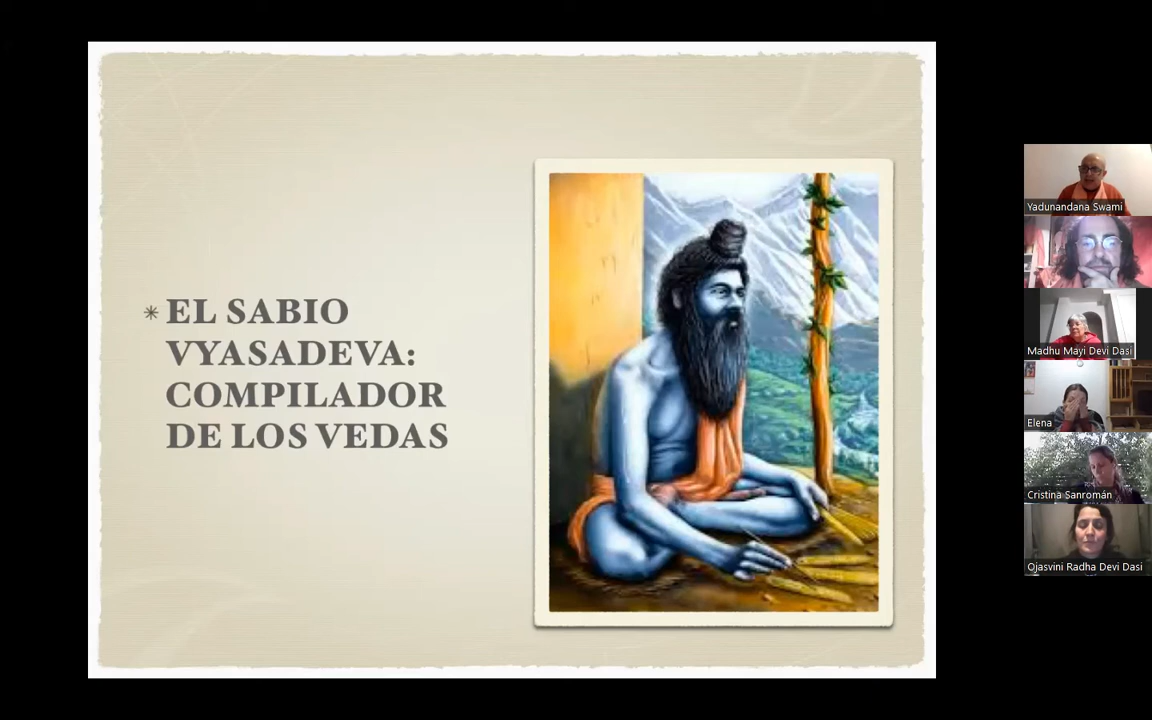 * EL SABIO
VYASADEVA:
COMPILADOR
DE LOS VEDAS
Yadunandana Swami
Madhu Mayi Devi Dasi
Elena
Cristina Sanromán
Ojasvini Radha Devi Dasi